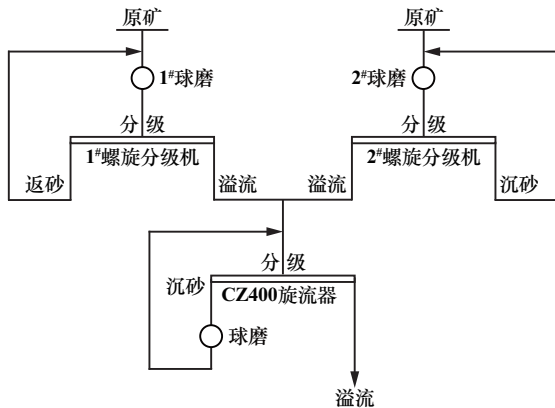 原矿
原矿
1#球磨
2#球磨
分级
分级
1#螺旋分级机
2#螺旋分级机
返砂
溢流
溢流
沉砂
分级
沉砂
CZ400旋流器
球磨
溢流